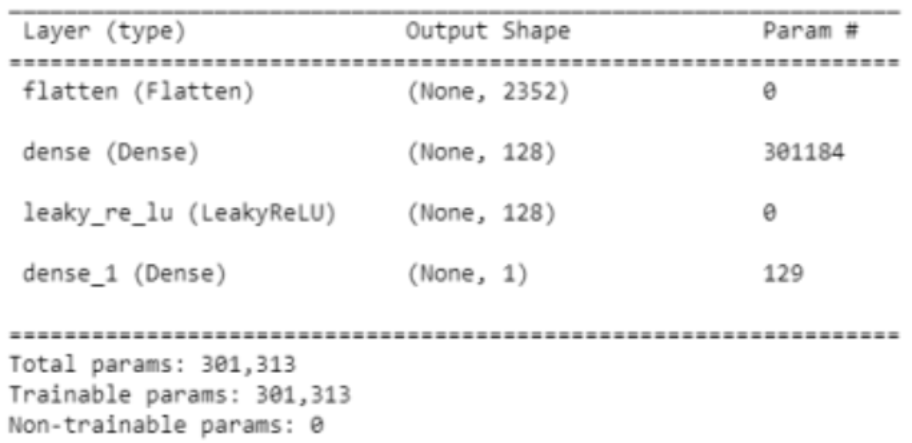 Layer (type) Output Shape Param #
=================================================================
flatten (Flatten) (None, 2352) 0
dense (Dense) (None, 128) 301184
leaky_re_lu (LeakyReLU) (None, 128) 0
dense_1 (Dense) (None, 1) 129
=================================================================
Total params: 301,313
Trainable params: 301,313
Non-trainable params: 0